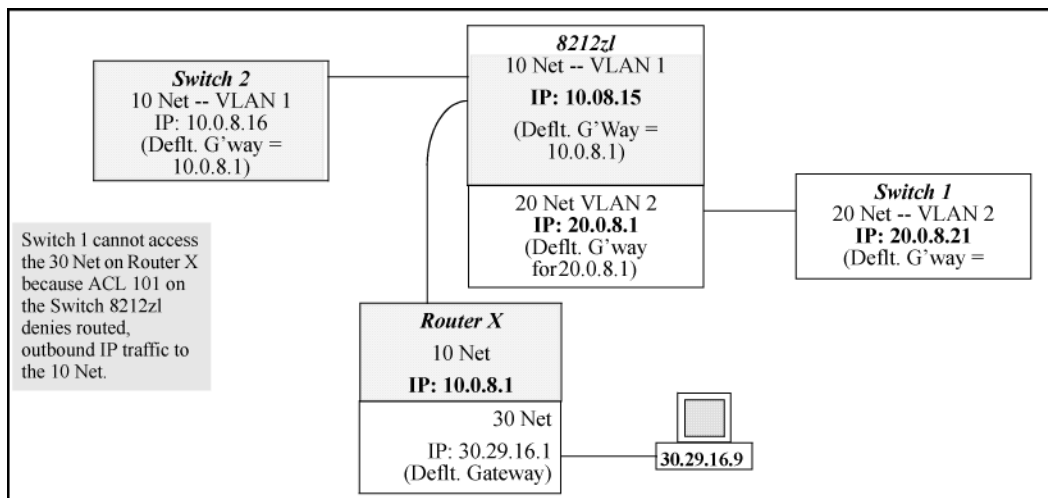 8212zl
10 Net -- VLAN 1
IP: 10.08.15
(Deflt. G'Way =
10.0.8.1)
20 Net VLAN 2
IP: 20.0.8.1
(Deflt. G'way
for20.0.8.1)
Switch 2
10 Net -- VLAN 1
IP: 10.0.8.16
(Deflt. G'way =
10.0.8.1)
Switch 1
20 Net -- VLAN 2
IP: 20.0.8.21
(Deflt. G'way =
Switch 1 cannot access
the 30 Net on Router X
because ACL 101 on
the Switch 8212zl
denies routed,
outbound IP traffic to
the 10 Net.
Router X
10 Net
IP: 10.0.8.1
30 Net
IP: 30.29.16.1
(Deflt. Gateway)
30.29.16.9